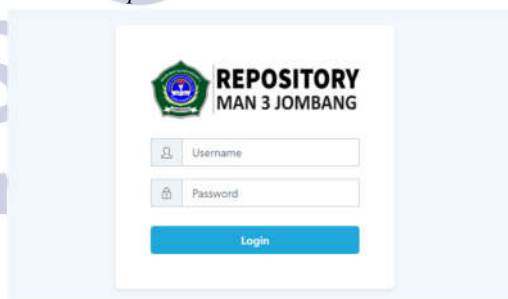 REPOSITORY
MAN 3 JOMBANG
Username
Password
Login